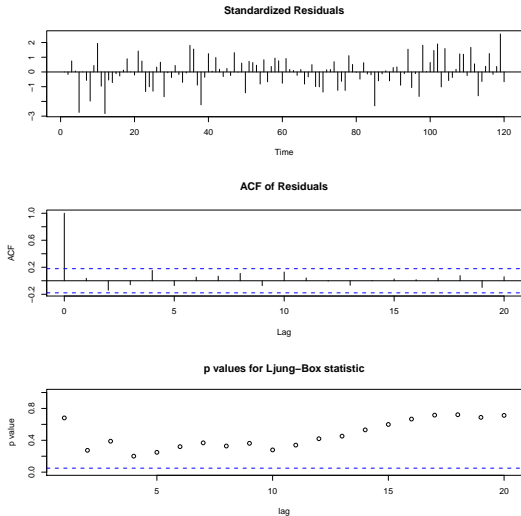 Standardized Residuals
2
1
0
−1
−3
0 20 40 60 80 100 120
Time
ACF of Residuals
ACF
1.0
0.6
0.2
−0.2
0 5 10 15 20
Lag
p values for Ljung−Box statistic
p value
0.8
0.4
0.0
5 10 15 20
lag